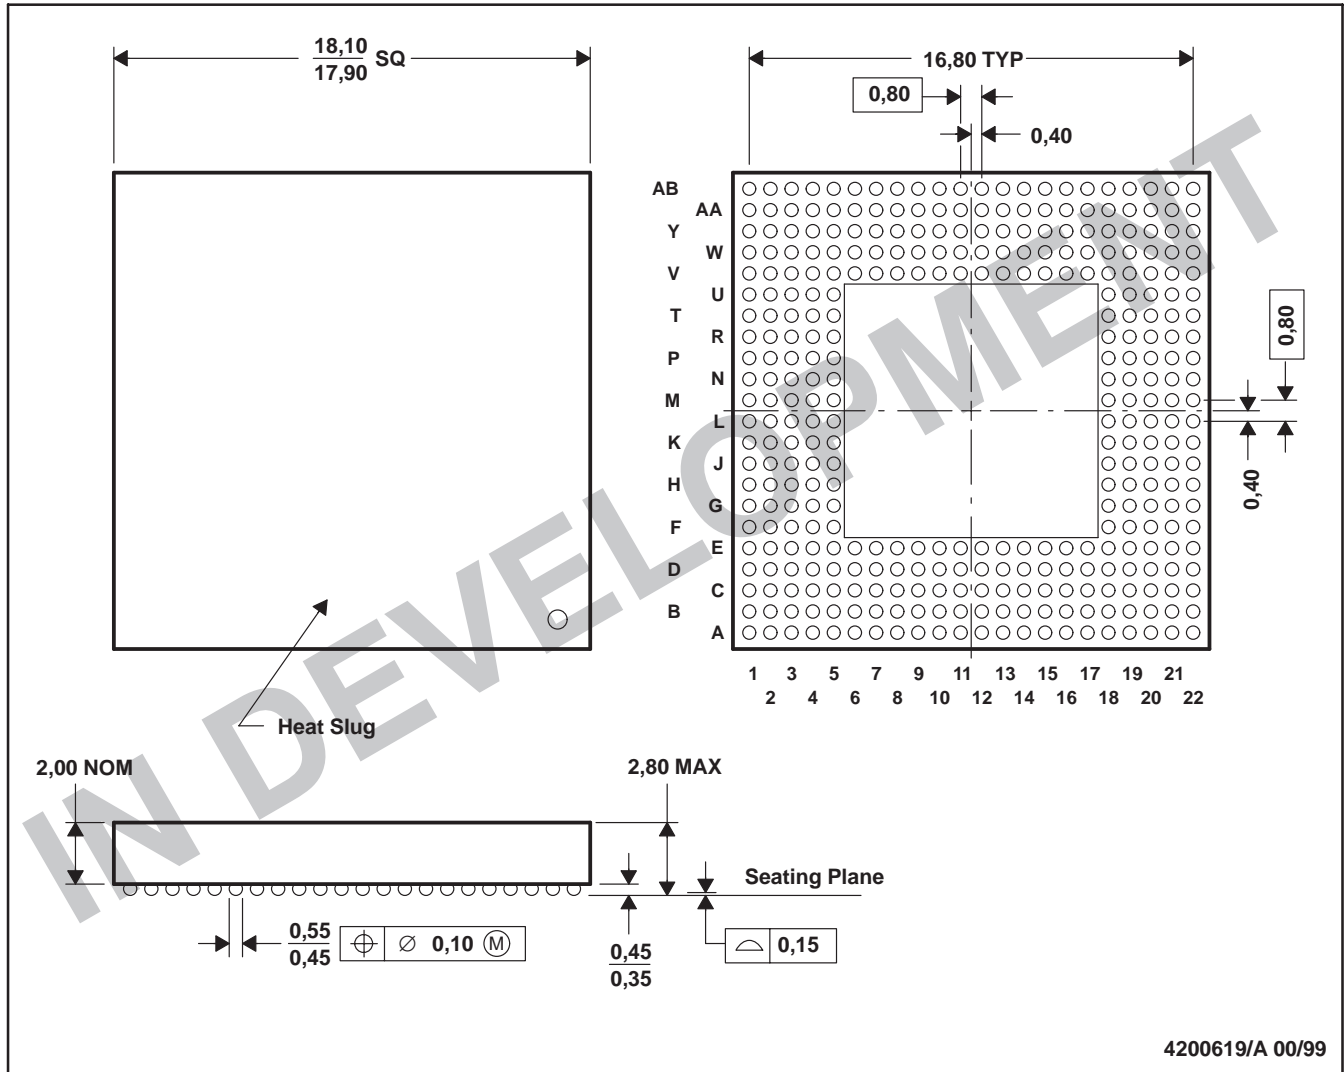 18,10
17,90
SQ
16,80 TYP
0,80
0,40
AB
AA
Y
W
V
U
T
R
P
N
M
L
K
J
H
G
F
E
D
C
B
A
0,80
0,40
1 3 5 7 9 11 13 15 17 19 21
2 4 6 8 10 12 14 16 18 20 22
Heat Slug
IN DEVELOPMENT
2,00 NOM
2,80 MAX
Seating Plane
0,55
0,45
⌀ 0,10 Ⓜ
0,45
0,35
0,15
4200619/A 00/99